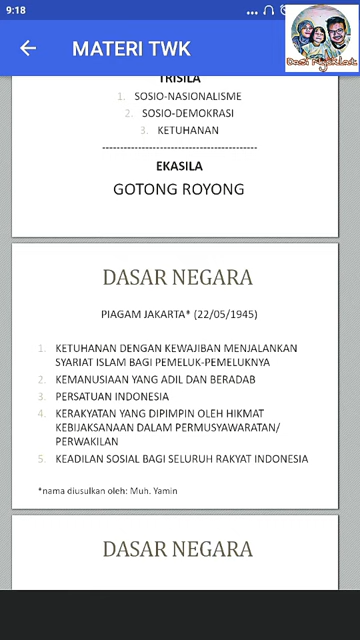 9:18
MATERI TWK
Dasi Mycklat
TRISILA
1. SOSIO-NASIONALISME
2. SOSIO-DEMOKRASI
3. KETUHANAN
-----------------------------------------
EKASILA
GOTONG ROYONG
DASAR NEGARA
PIAGAM JAKARTA* (22/05/1945)
1. KETUHANAN DENGAN KEWAJIBAN MENJALANKAN
SYARIAT ISLAM BAGI PEMELUK-PEMELUKNYA
2. KEMANUSIAAN YANG ADIL DAN BERADAB
3. PERSATUAN INDONESIA
4. KERAKYATAN YANG DIPIMPIN OLEH HIKMAT
KEBIJAKSANAAN DALAM PERMUSYAWARATAN/
PERWAKILAN
5. KEADILAN SOSIAL BAGI SELURUH RAKYAT INDONESIA
*nama diusulkan oleh: Muh. Yamin
DASAR NEGARA